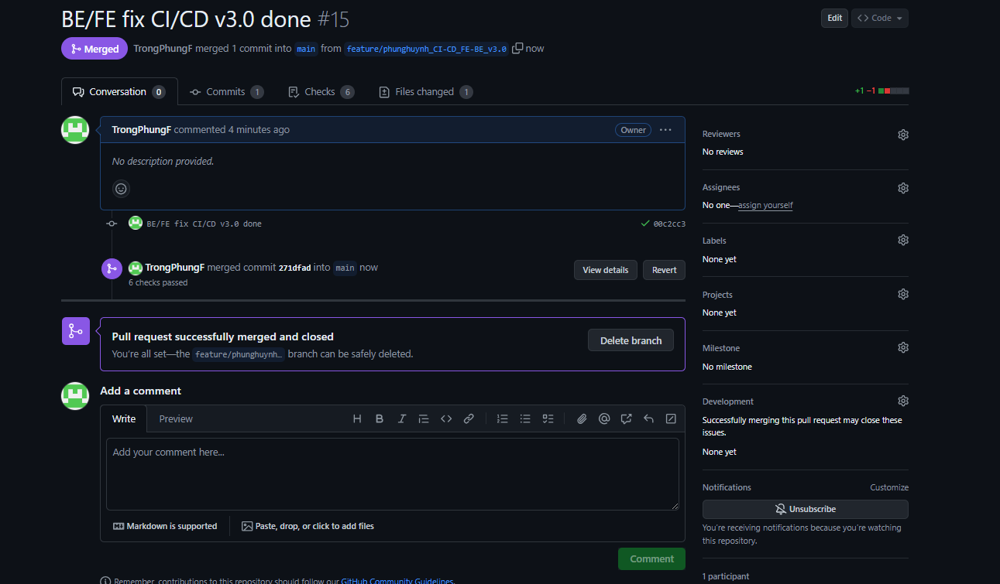 BE/FE fix CI/CD v3.0 done #15
Edit
<> Code
Merged
TrongPhungF merged 1 commit into main from feature/phunghuynh_CI-CD_FE-BE_v3.0 now
Conversation 0
Commits 1
Checks 6
Files changed 1
+1 −1
TrongPhungF commented 4 minutes ago
Owner
No description provided.
BE/FE fix CI/CD v3.0 done
00c2cc3
TrongPhungF merged commit 271dfad into main now
6 checks passed
View details
Revert
Pull request successfully merged and closed
You're all set—the feature/phunghuynh… branch can be safely deleted.
Delete branch
Add a comment
Write
Preview
Add your comment here...
Markdown is supported
Paste, drop, or click to add files
Comment
Remember, contributions to this repository should follow our GitHub Community Guidelines.
Reviewers
No reviews
Assignees
No one—assign yourself
Labels
None yet
Projects
None yet
Milestone
No milestone
Development
Successfully merging this pull request may close these
issues.
None yet
Notifications
Customize
Unsubscribe
You're receiving notifications because you're watching
this repository.
1 participant